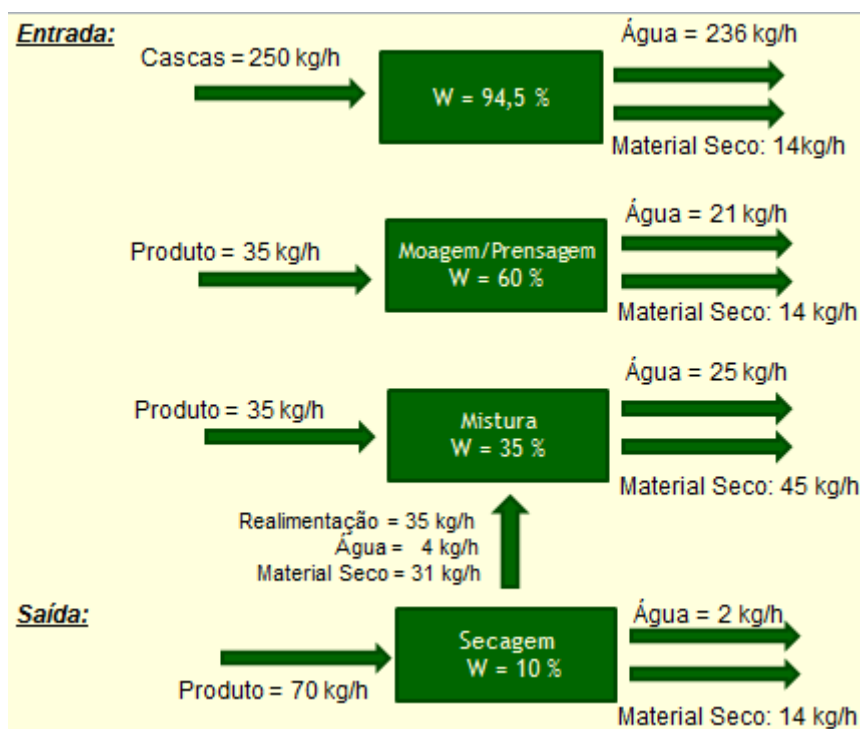 Entrada:
Cascas = 250 kg/h
W = 94,5 %
Água = 236 kg/h
Material Seco: 14kg/h
Produto = 35 kg/h
Moagem/Prensagem
W = 60 %
Água = 21 kg/h
Material Seco: 14 kg/h
Produto = 35 kg/h
Mistura
W = 35 %
Água = 25 kg/h
Material Seco: 45 kg/h
Realimentação = 35 kg/h
Água = 4 kg/h
Material Seco = 31 kg/h
Saída:
Produto = 70 kg/h
Secagem
W = 10 %
Água = 2 kg/h
Material Seco: 14 kg/h